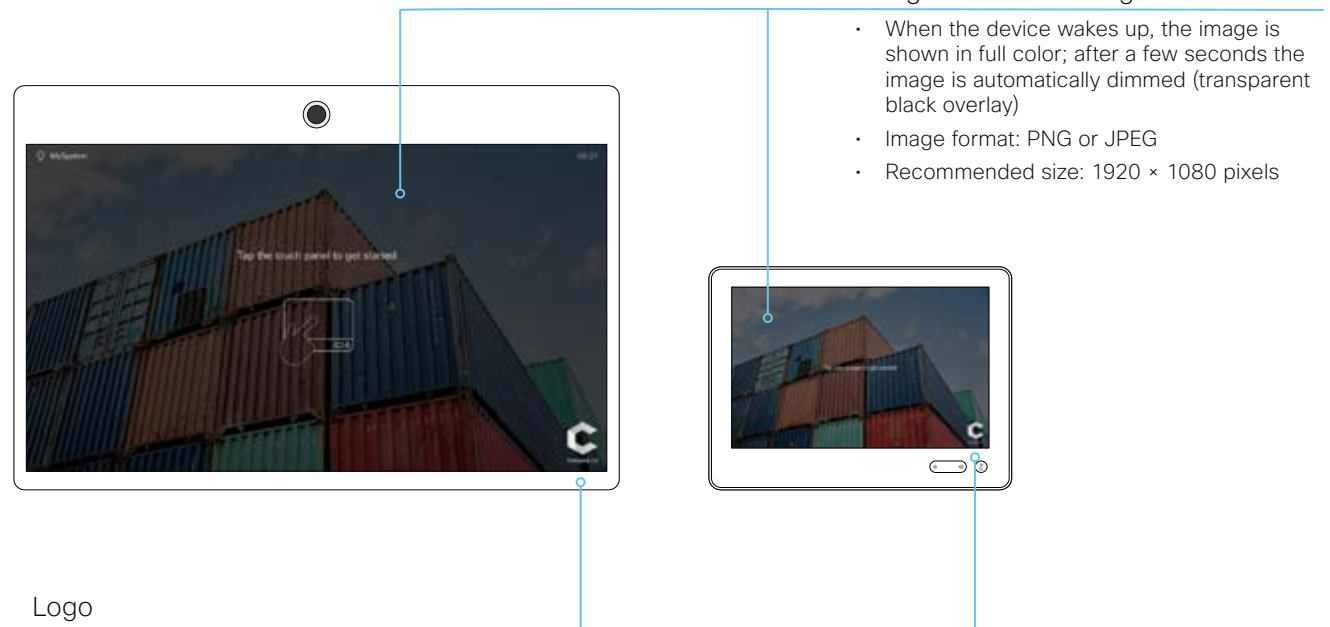 When the device wakes up, the image is
shown in full color; after a few seconds the
image is automatically dimmed (transparent
black overlay)
Image format: PNG or JPEG
Recommended size: 1920 × 1080 pixels
MySystem
Tap the touch panel to get started
Logo